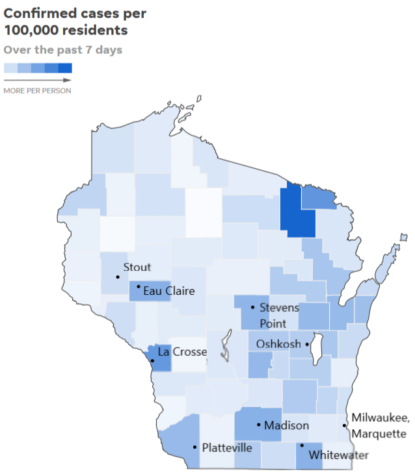 Confirmed cases per
100,000 residents
Over the past 7 days
MORE PER PERSON
Stout
Eau Claire
Stevens
Point
Oshkosh
La Crosse
Madison
Milwaukee,
Marquette
Platteville
Whitewater